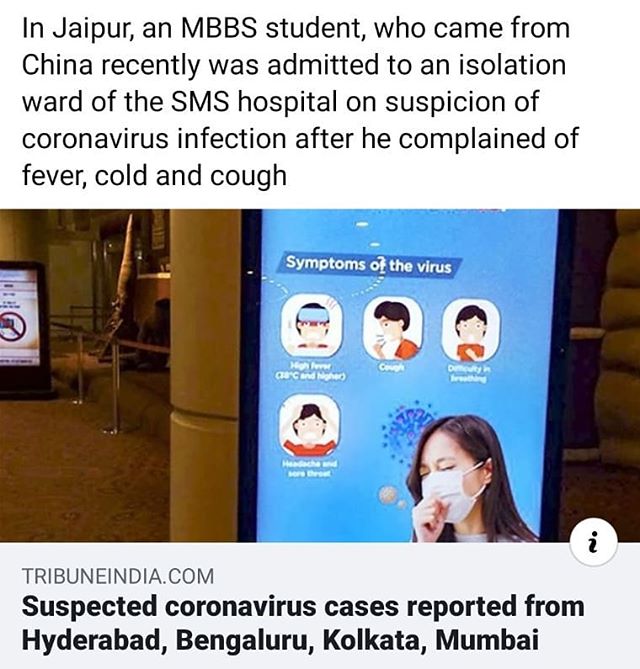 In Jaipur, an MBBS student, who came from
China recently was admitted to an isolation
ward of the SMS hospital on suspicion of
coronavirus infection after he complained of
fever, cold and cough
Symptoms of the virus
High fever
(38°C and higher)
Cough
Difficulty in
breathing
Headache and
sore throat
i
TRIBUNEINDIA.COM
Suspected coronavirus cases reported from
Hyderabad, Bengaluru, Kolkata, Mumbai